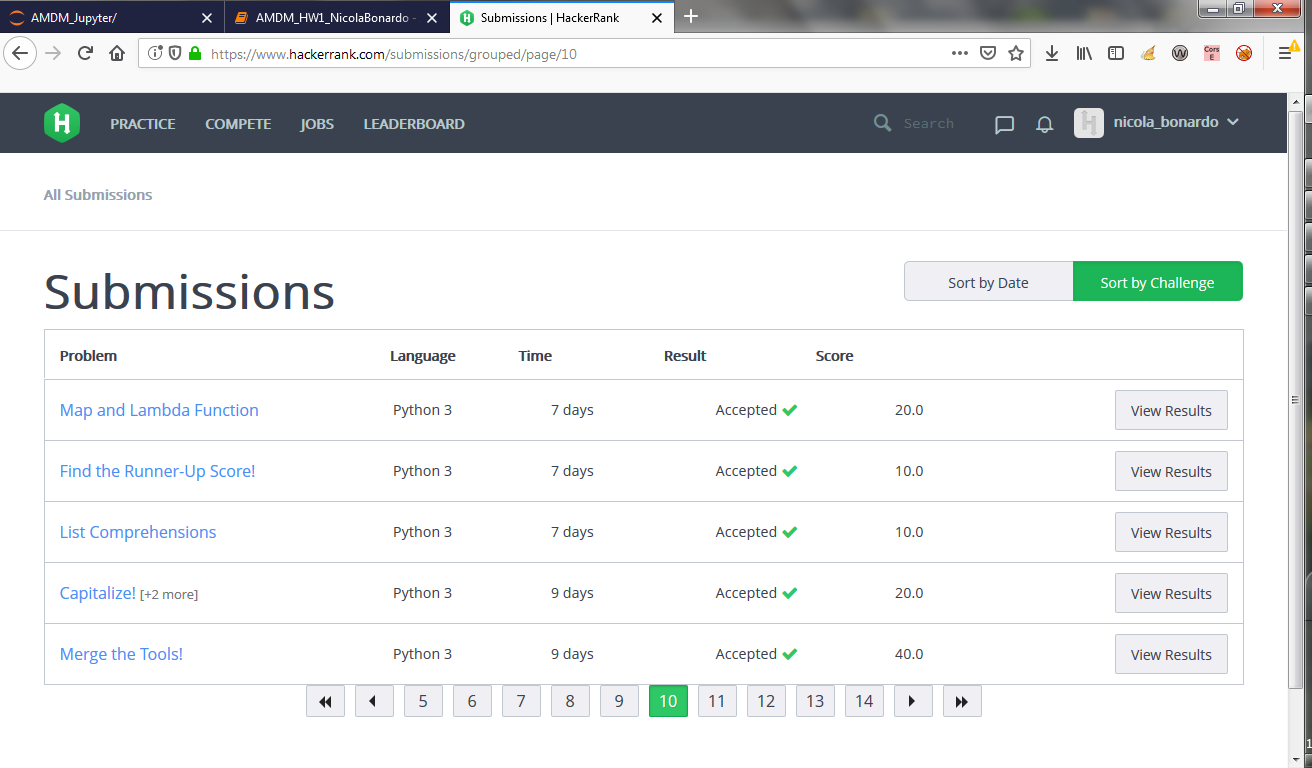 AMDM_Jupyter/
AMDM_HW1_NicolaBonardo -
Submissions | HackerRank
https://www.hackerrank.com/submissions/grouped/page/10
Cors
E
H
PRACTICE COMPETE JOBS LEADERBOARD Search nicola_bonardo
All Submissions
Submissions
Sort by Date Sort by Challenge
Problem Language Time Result Score
Map and Lambda Function Python 3 7 days Accepted 20.0 View Results
Find the Runner-Up Score! Python 3 7 days Accepted 10.0 View Results
List Comprehensions Python 3 7 days Accepted 10.0 View Results
Capitalize! [+2 more] Python 3 9 days Accepted 20.0 View Results
Merge the Tools! Python 3 9 days Accepted 40.0 View Results
5 6 7 8 9 10 11 12 13 14